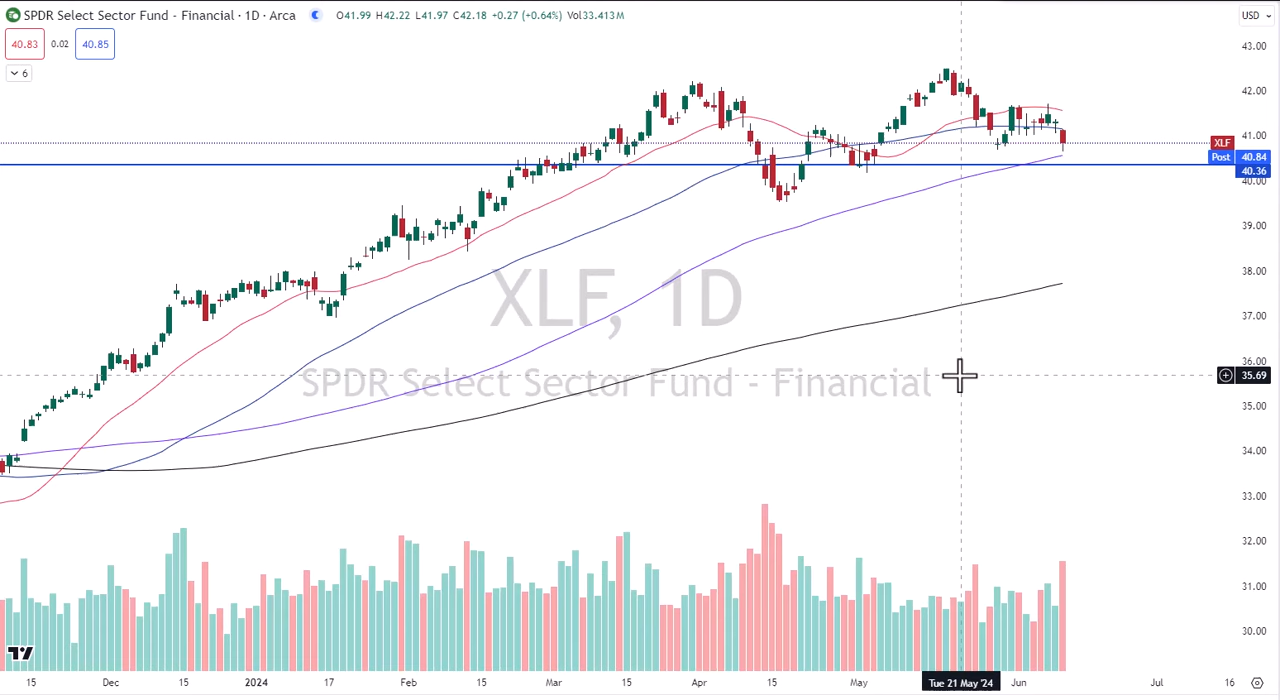 SPDR Select Sector Fund - Financial · 1D · Arca O41.99 H42.22 L41.97 C42.18 +0.27 (+0.64%) Vol33.413M
USD
40.83 0.02 40.85
6
43.00
42.00
41.00
XLF
Post 40.84
40.36
40.00
39.00
38.00
XLF, 1D
37.00
36.00
SPDR Select Sector Fund - Financial
35.69
35.00
34.00
33.00
32.00
31.00
30.00
15 Dec 15 2024 17 Feb 15 Mar 15 Apr 15 May Tue 21 May '24 Jun Jul 16